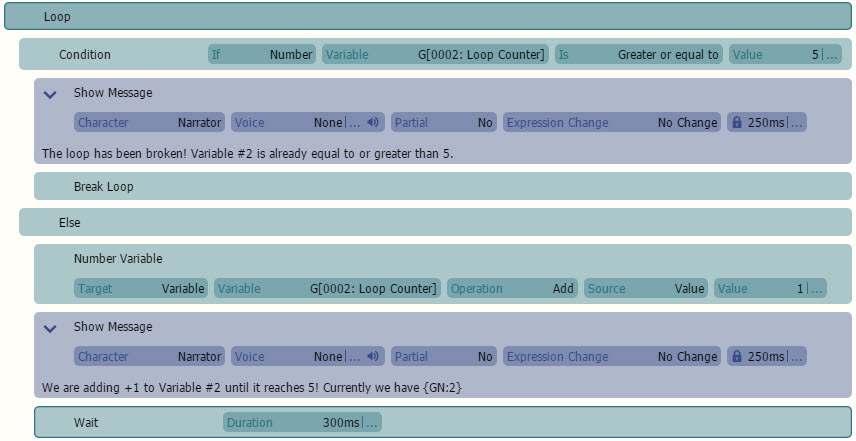 Loop
Condition If Number Variable G[0002: Loop Counter] Is Greater or equal to Value 5|...
Show Message
Character Narrator Voice None|... Partial No Expression Change No Change 250ms|...
The loop has been broken! Variable #2 is already equal to or greater than 5.
Break Loop
Else
Number Variable
Target Variable Variable G[0002: Loop Counter] Operation Add Source Value Value 1|...
Show Message
Character Narrator Voice None|... Partial No Expression Change No Change 250ms|...
We are adding +1 to Variable #2 until it reaches 5! Currently we have {GN:2}
Wait Duration 300ms|...